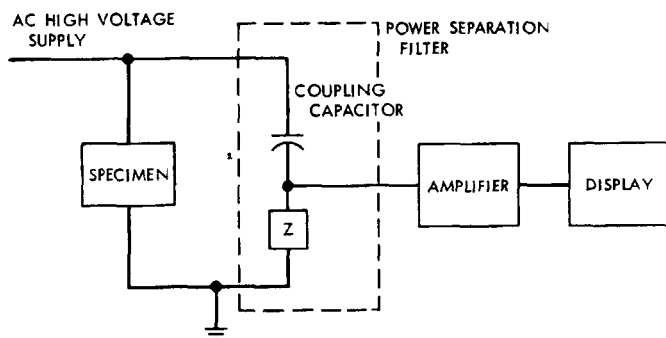 AC HIGH VOLTAGE
SUPPLY
POWER SEPARATION
FILTER
COUPLING
CAPACITOR
SPECIMEN
Z
AMPLIFIER
DISPLAY